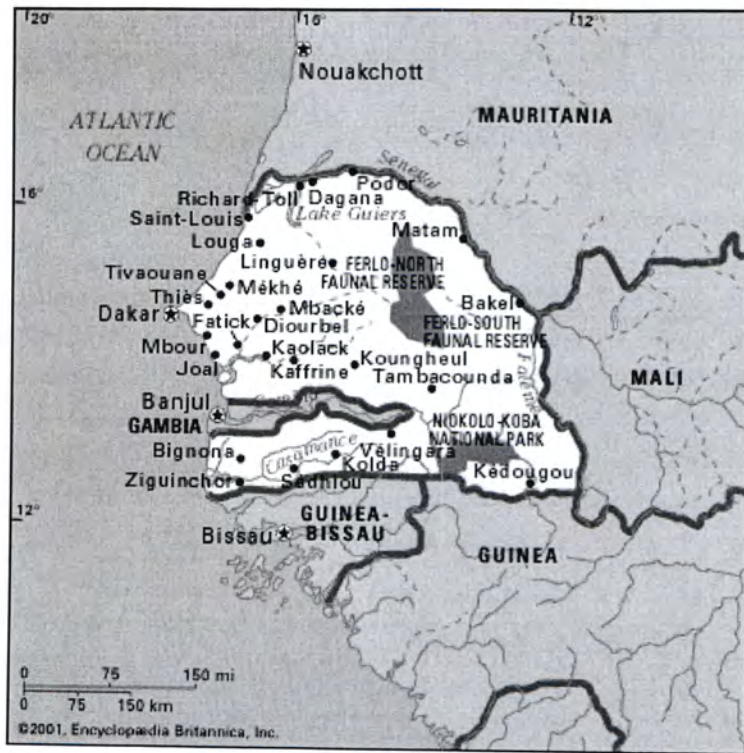 20°
16°
12°
Nouakchott
ATLANTIC
OCEAN
MAURITANIA
Senegal
16°
Podor
Richard-Toll
Dagana
Lake Guiers
Saint-Louis
Matam
Louga
Linguère
FERLO-NORTH
FAUNAL RESERVE
Tivaouane
Mékhé
Thiès
Mbacké
Bakel
Dakar
Fatick
Diourbel
FERLO-SOUTH
FAUNAL RESERVE
Mbour
Kaolack
Koungheul
Falémé
Joal
Kaffrine
Tambacounda
MALI
Banjul
GAMBIA
NIOKOLO-KOBA
NATIONAL PARK
Bignona
Casamance
Vélingara
Kolda
Kédougou
Ziguinchor
Sédhiou
12°
Bissau
GUINEA-
BISSAU
GUINEA
0 75 150 mi
0 75 150 km
©2001, Encyclopædia Britannica, Inc.